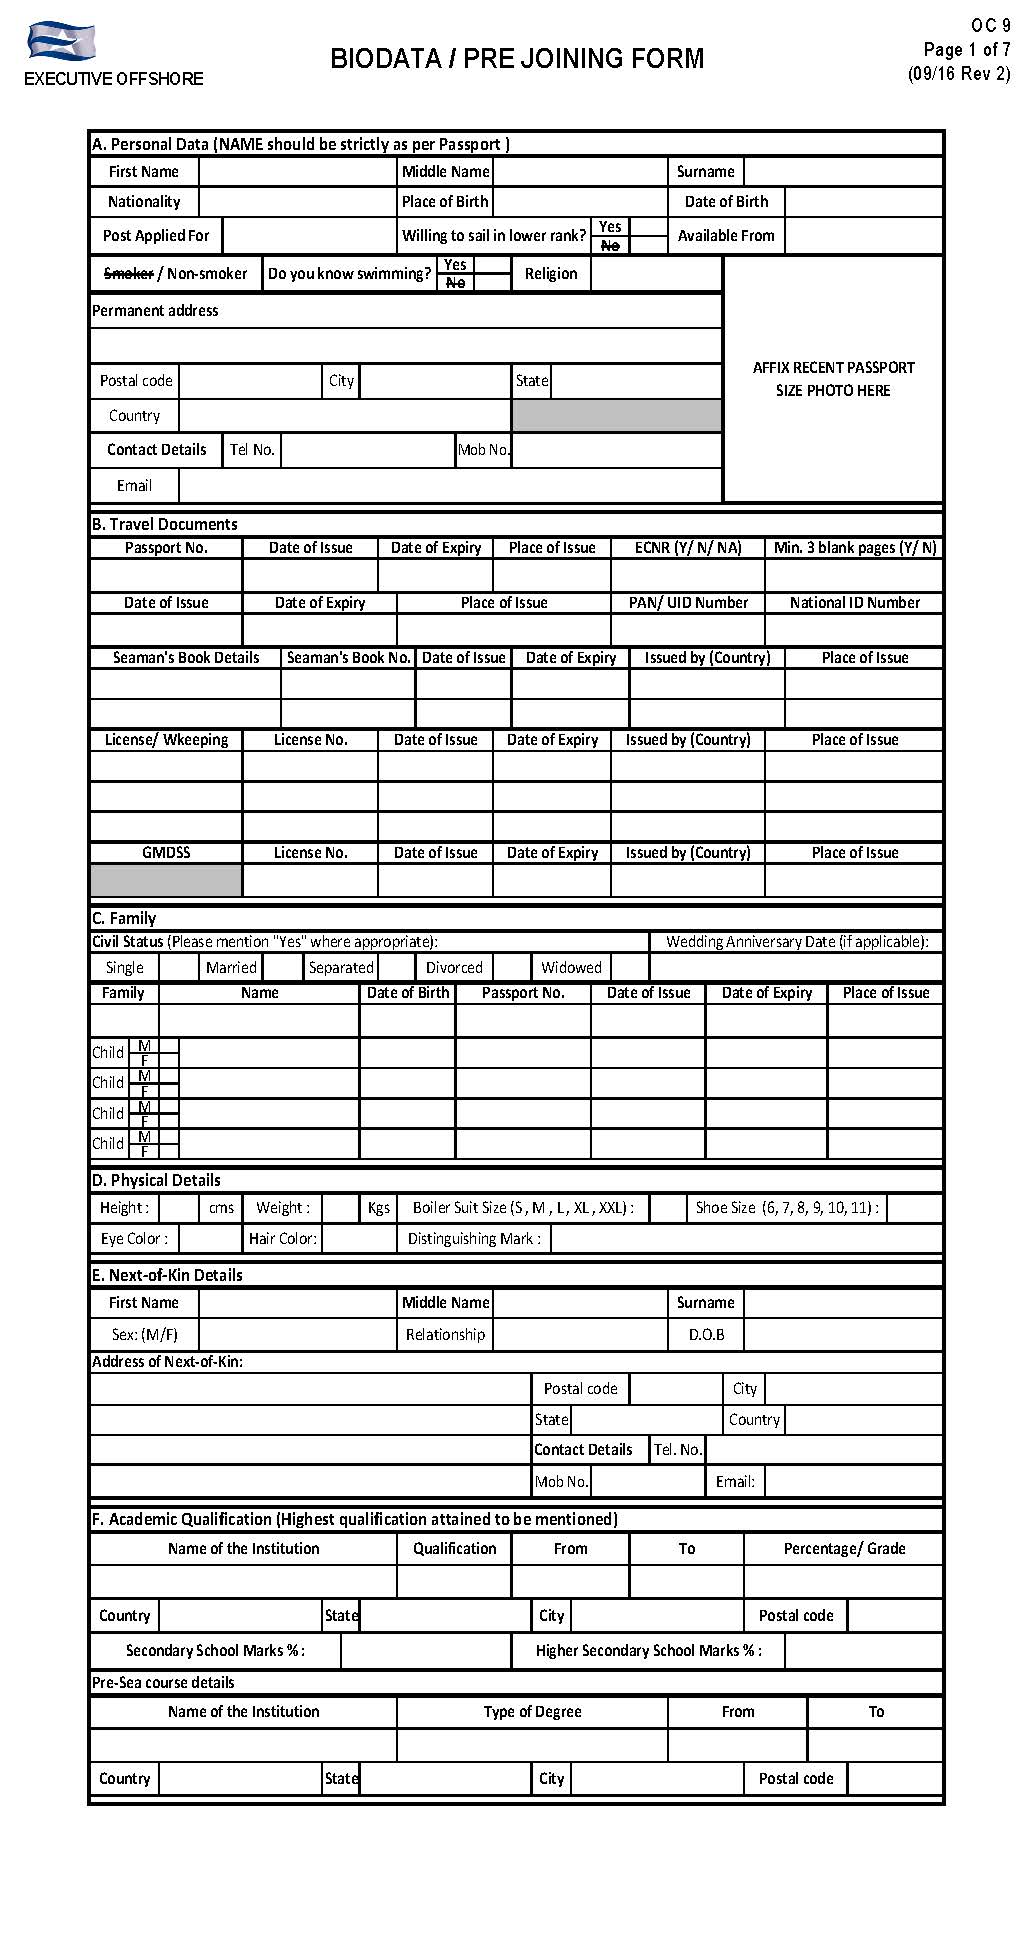 OC 9
Page 1 of 7
(09/16 Rev 2)
BIODATA / PRE JOINING FORM
EXECUTIVE OFFSHORE
A. Personal Data (NAME should be strictly as per Passport )
First Name Middle Name Surname
Nationality Place of Birth Date of Birth
Post Applied For Willing to sail in lower rank? Yes No Available From
Smoker / Non-smoker Do you know swimming? Yes No Religion
Permanent address
AFFIX RECENT PASSPORT
SIZE PHOTO HERE
Postal code City State
Country
Contact Details Tel No. Mob No.
Email
B. Travel Documents
Passport No. Date of Issue Date of Expiry Place of Issue ECNR (Y/ N/ NA) Min. 3 blank pages (Y/ N)
Date of Issue Date of Expiry Place of Issue PAN/ UID Number National ID Number
Seaman's Book Details Seaman's Book No. Date of Issue Date of Expiry Issued by (Country) Place of Issue
License/ Wkeeping License No. Date of Issue Date of Expiry Issued by (Country) Place of Issue
GMDSS License No. Date of Issue Date of Expiry Issued by (Country) Place of Issue
C. Family
Civil Status (Please mention "Yes" where appropriate): Wedding Anniversary Date (if applicable):
Single Married Separated Divorced Widowed
Family Name Date of Birth Passport No. Date of Issue Date of Expiry Place of Issue
Child M F
Child M F
Child M F
Child M F
D. Physical Details
Height : cms Weight : Kgs Boiler Suit Size (S , M , L , XL , XXL) : Shoe Size (6, 7, 8, 9, 10, 11) :
Eye Color : Hair Color: Distinguishing Mark :
E. Next-of-Kin Details
First Name Middle Name Surname
Sex: (M/F) Relationship D.O.B
Address of Next-of-Kin:
Postal code City
State Country
Contact Details Tel. No.
Mob No. Email:
F. Academic Qualification (Highest qualification attained to be mentioned)
Name of the Institution Qualification From To Percentage/ Grade
Country State City Postal code
Secondary School Marks % : Higher Secondary School Marks % :
Pre-Sea course details
Name of the Institution Type of Degree From To
Country State City Postal code